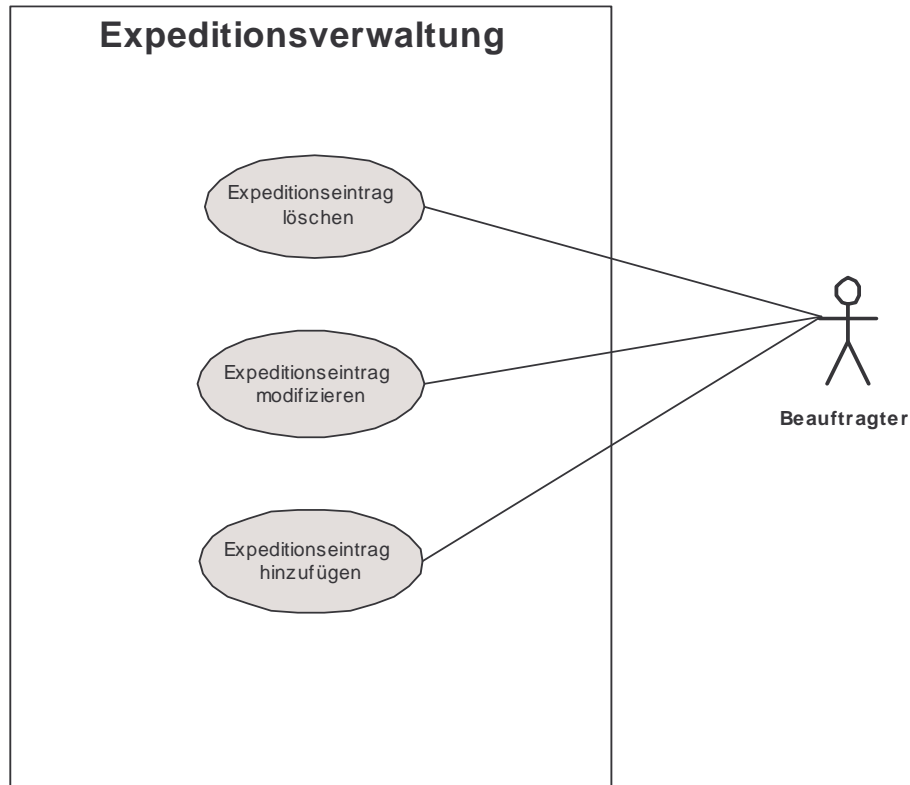 Expeditionsverwaltung
Expeditionseintrag
löschen
Expeditionseintrag
modifizieren
Beauftragter
Expeditionseintrag
hinzufügen